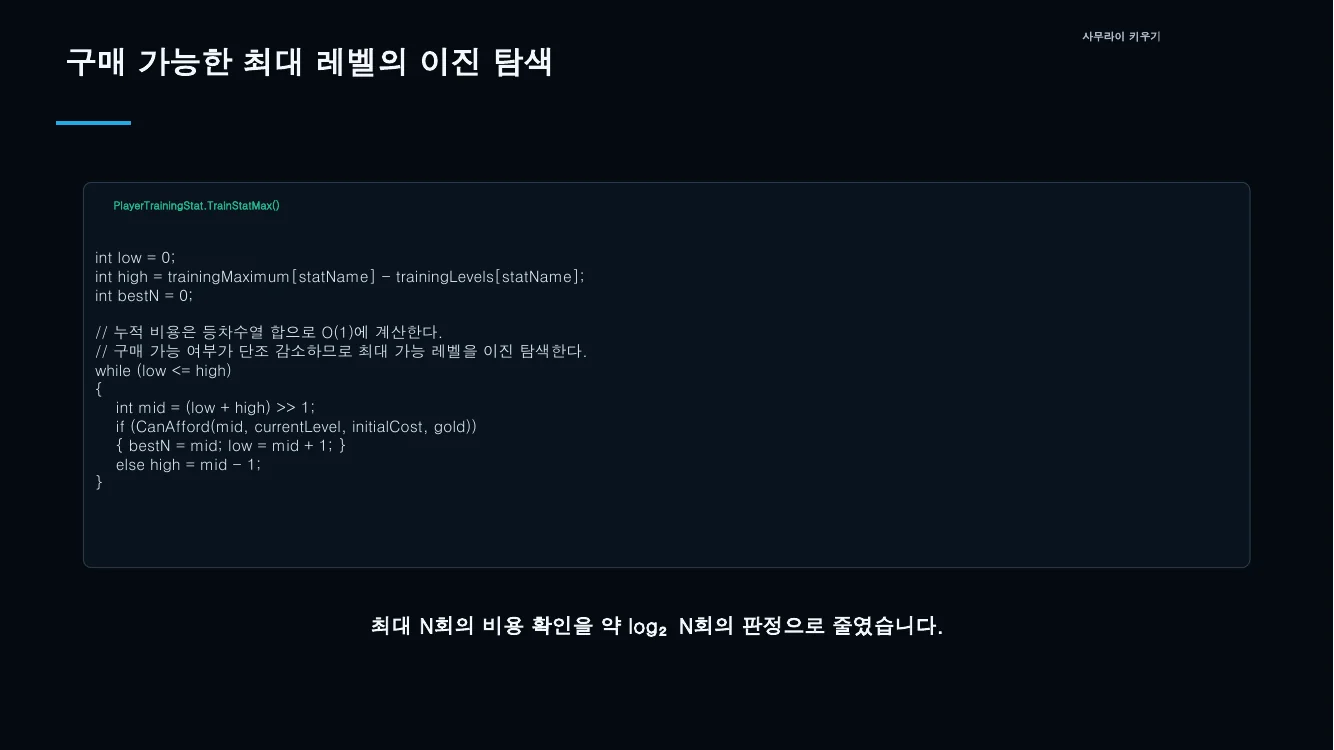 구매 가능한 최대 레벨의 이진 탐색
사무라이 키우기
PlayerTrainingStat.TrainStatMax()
int low = 0;
int high = trainingMaximum[statName] - trainingLevels[statName];
int bestN = 0;
// 누적 비용은 등차수열 합으로 O(1)에 계산한다.
// 구매 가능 여부가 단조 감소하므로 최대 가능 레벨을 이진 탐색한다.
while (low <= high)
{
int mid = (low + high) >> 1;
if (CanAfford(mid, currentLevel, initialCost, gold))
{ bestN = mid; low = mid + 1; }
else high = mid - 1;
}
최대 N회의 비용 확인을 약 log₂ N회의 판정으로 줄였습니다.